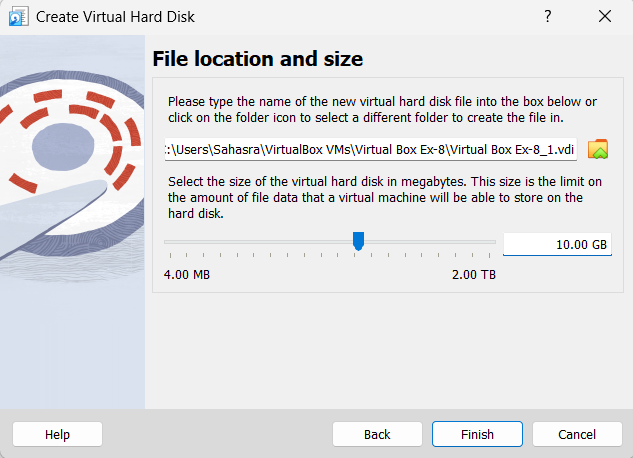 Create Virtual Hard Disk
?
File location and size
Please type the name of the new virtual hard disk file into the box below or
click on the folder icon to select a different folder to create the file in.
:\Users\Sahasra\VirtualBox VMs\Virtual Box Ex-8\Virtual Box Ex-8_1.vdi
Select the size of the virtual hard disk in megabytes. This size is the limit on
the amount of file data that a virtual machine will be able to store on the
hard disk.
10.00 GB
4.00 MB 2.00 TB
Help Back Finish Cancel